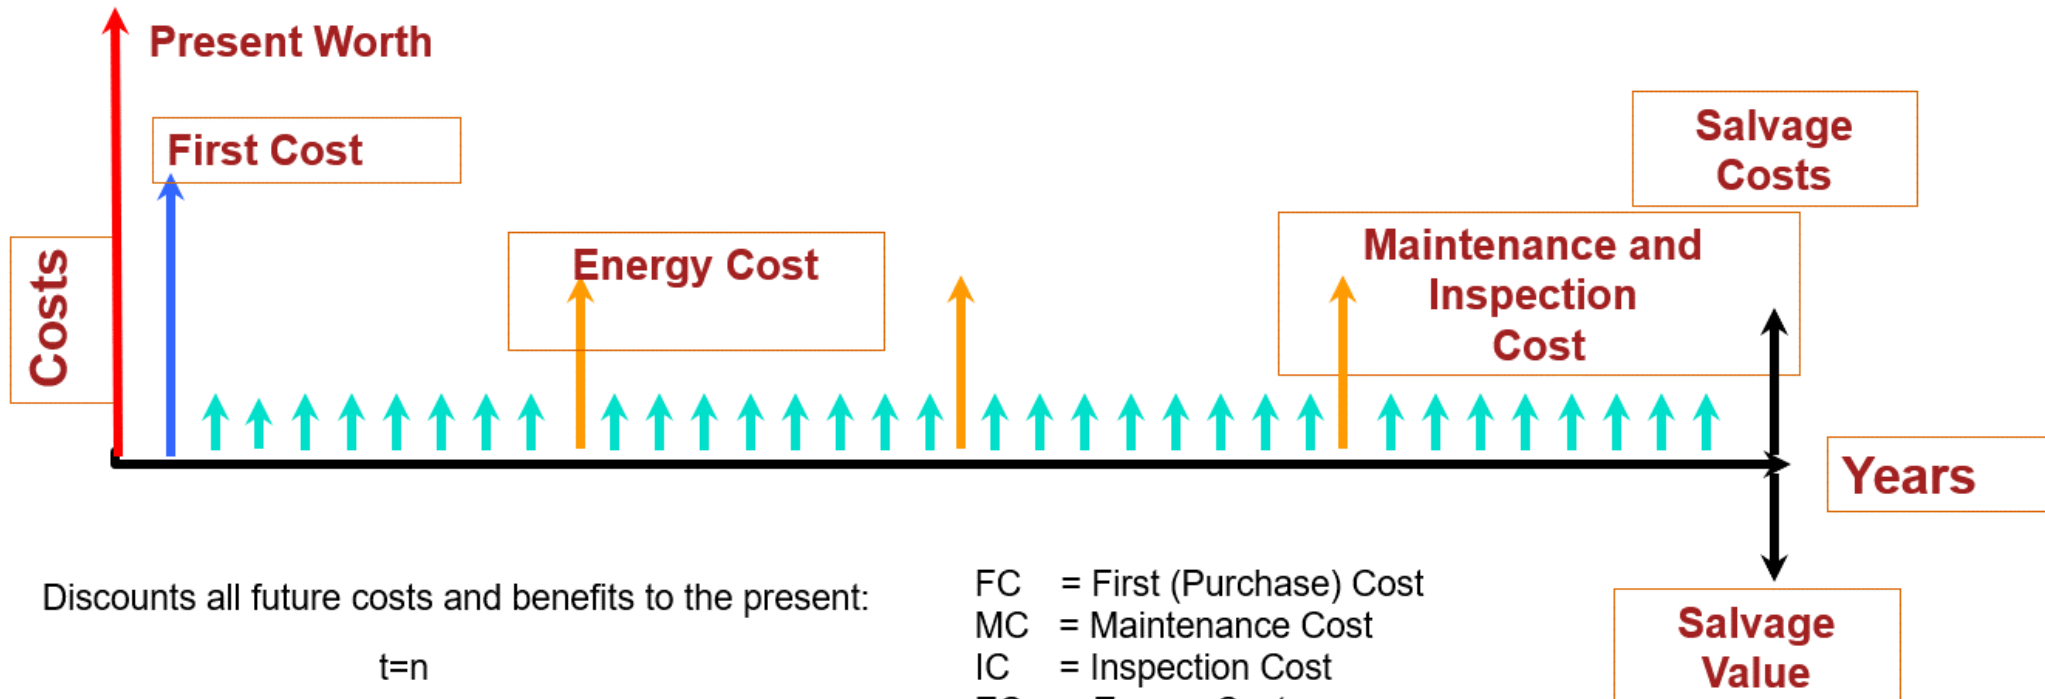 Present Worth
First Cost
Salvage
Costs
Energy Cost
Maintenance and
Inspection
Cost
Costs
Years
Discounts all future costs and benefits to the present:
t=n
FC = First (Purchase) Cost
MC = Maintenance Cost
IC = Inspection Cost
Salvage
Value